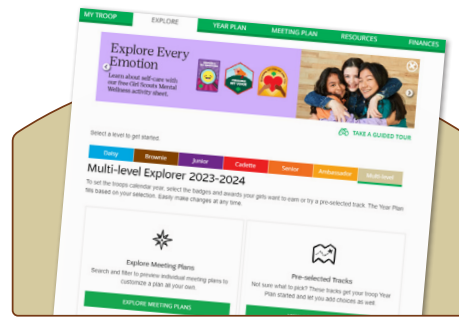 MY TROOP EXPLORE YEAR PLAN MEETING PLAN RESOURCES FINANCES
Explore Every
Emotion
Learn about self-care with
our free Girl Scouts Mental
Wellness activity sheet.
TAKE A GUIDED TOUR
Select a level to get started:
Daisy Brownie Junior Cadette Senior Ambassador Multi-level
Multi-level Explorer 2023-2024
To set the troops calendar year, select the badges and awards your girls want to earn or try a pre-selected track. The Year Plan
fills based on your selection. Easily make changes at any time.
Explore Meeting Plans
Search and filter to preview individual meeting plans to
customize a plan all your own.
EXPLORE MEETING PLANS
Pre-selected Tracks
Not sure what to pick? These tracks get your troop Year
Plan started and let you add choices as well.